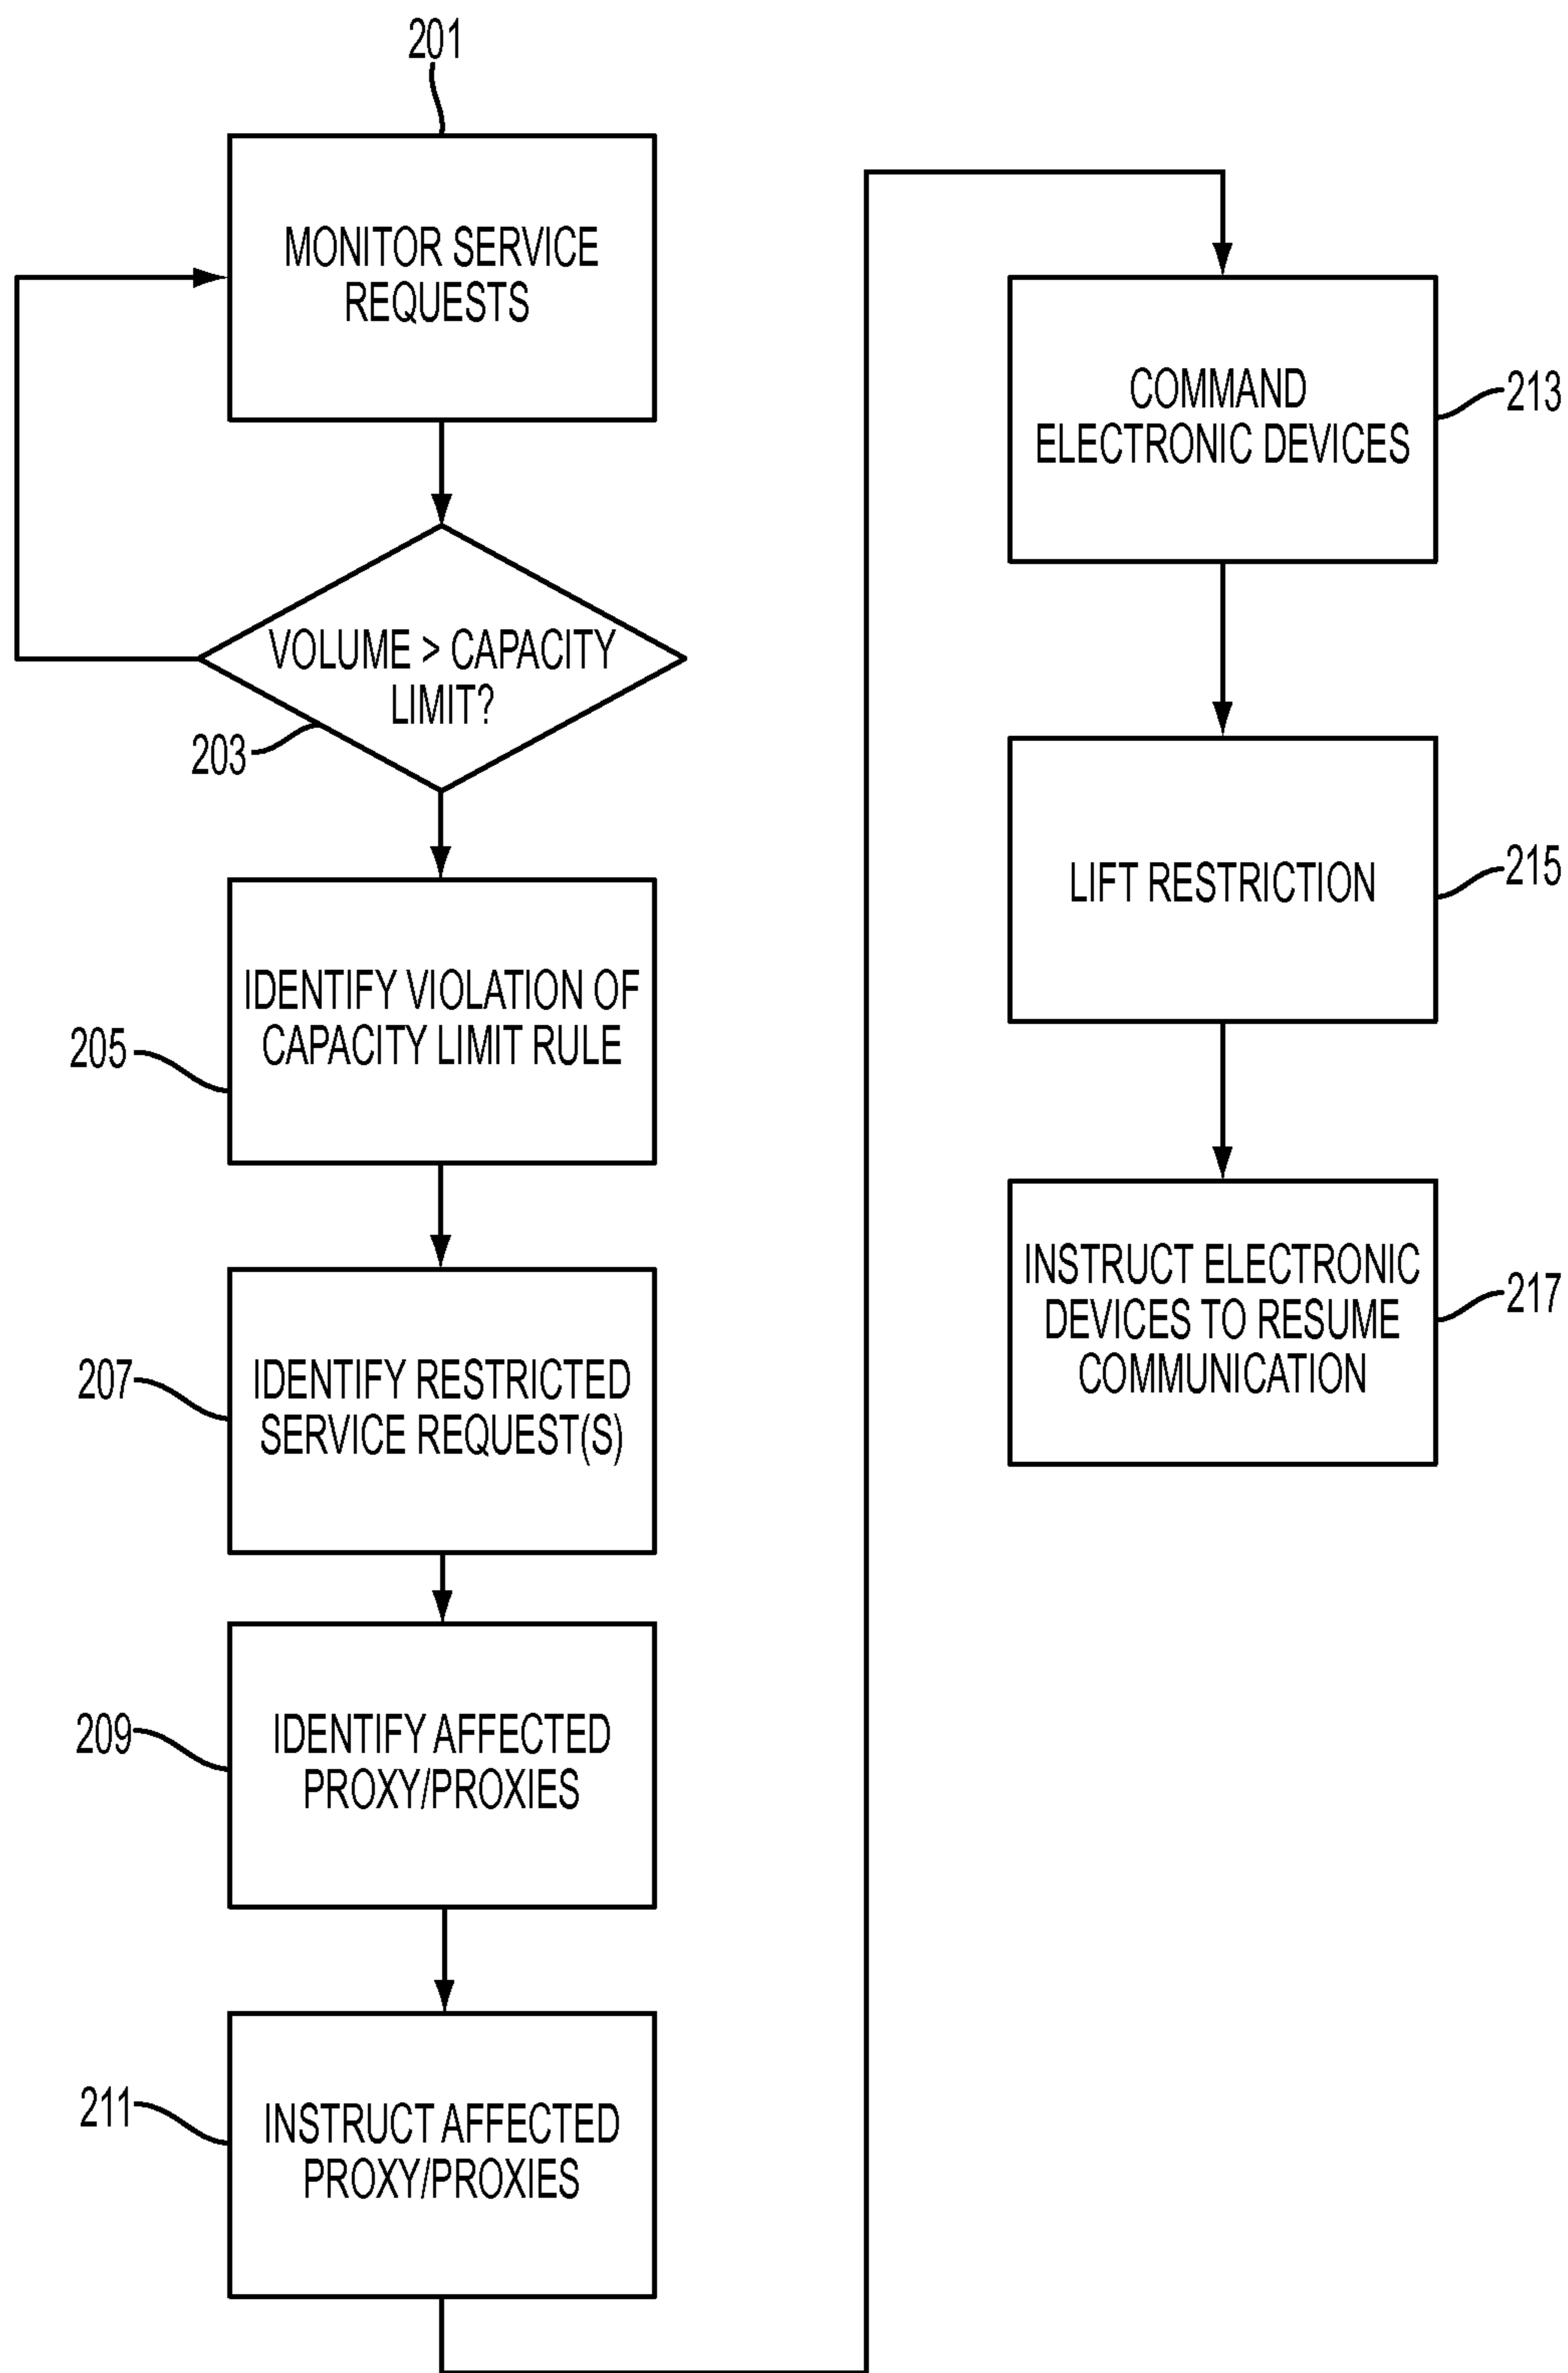 201
MONITOR SERVICE
REQUESTS
VOLUME > CAPACITY
LIMIT?
203
IDENTIFY VIOLATION OF
CAPACITY LIMIT RULE
205
IDENTIFY RESTRICTED
SERVICE REQUEST(S)
207
IDENTIFY AFFECTED
PROXY/PROXIES
209
INSTRUCT AFFECTED
PROXY/PROXIES
211
COMMAND
ELECTRONIC DEVICES
213
LIFT RESTRICTION
215
INSTRUCT ELECTRONIC
DEVICES TO RESUME
COMMUNICATION
217